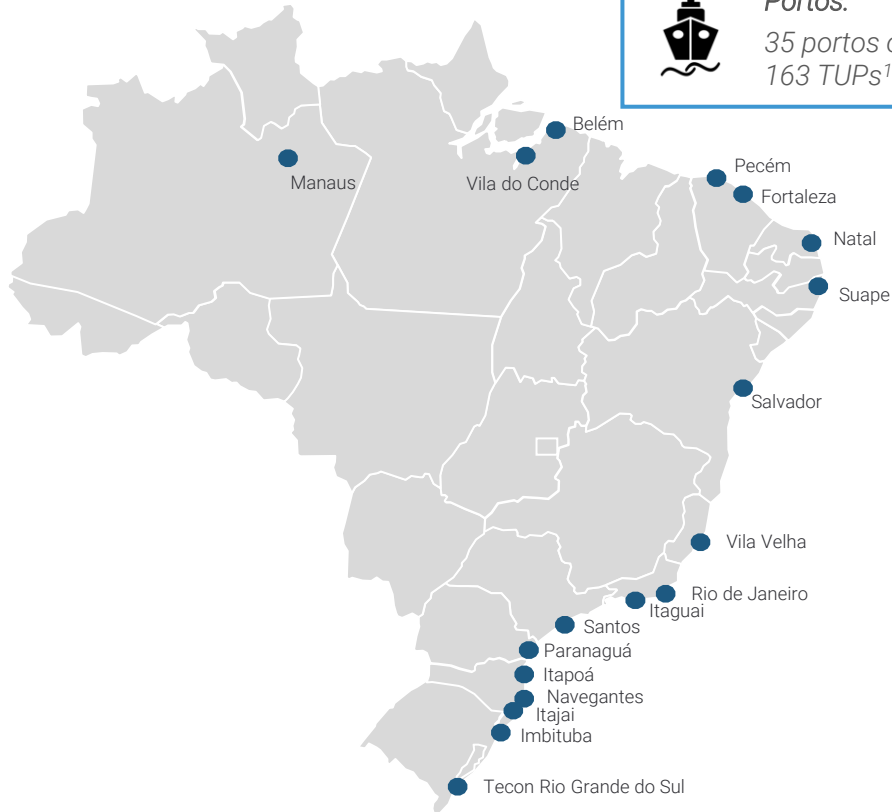 Portos:
35 portos
163 TUPs¹
Belém
Manaus
Vila do Conde
Pecém
Fortaleza
Natal
Suape
Salvador
Vila Velha
Rio de Janeiro
Itaguai
Santos
Paranaguá
Itapoá
Navegantes
Itajai
Imbituba
Tecon Rio Grande do Sul